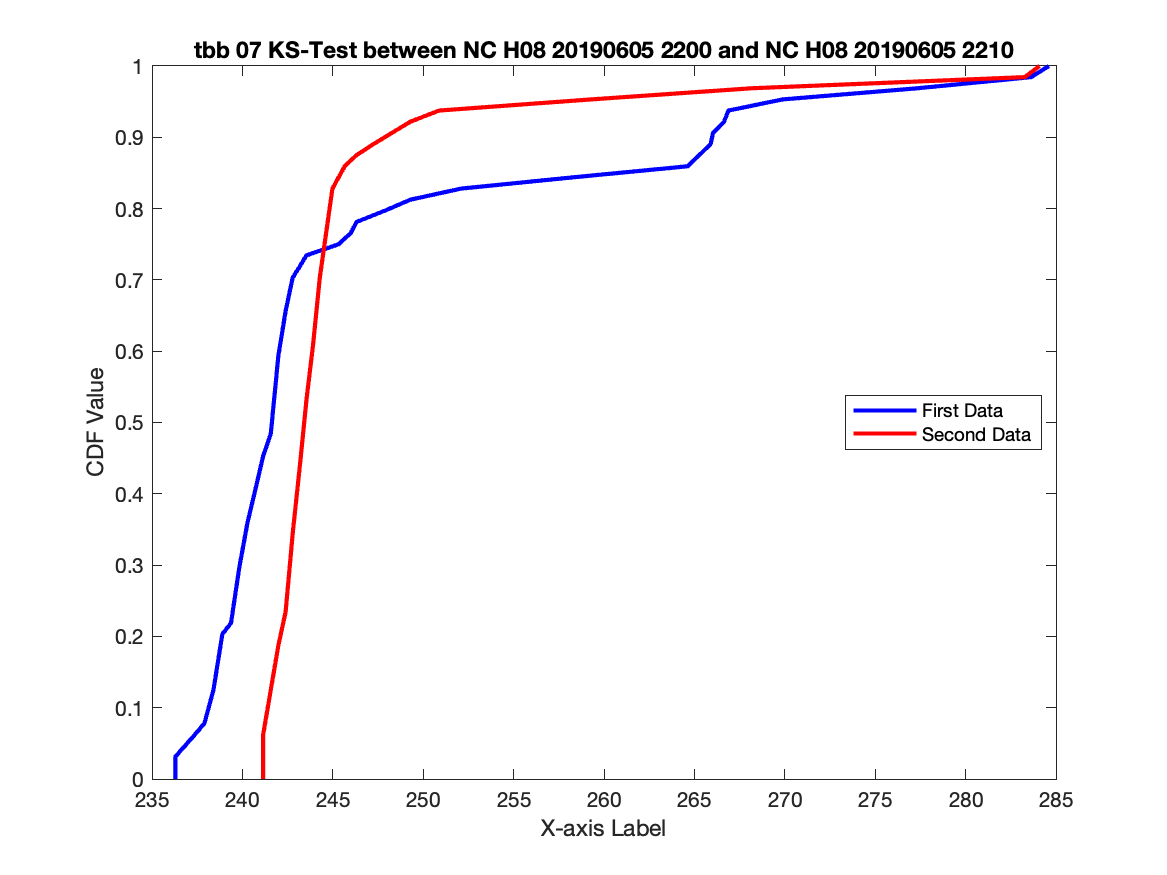 tbb 07 KS-Test between NC H08 20190605 2200 and NC H08 20190605 2210
1
0.9
0.8
0.7
0.6
0.5
0.4
0.3
0.2
0.1
0
CDF Value
First Data
Second Data
235 240 245 250 255 260 265 270 275 280 285
X-axis Label